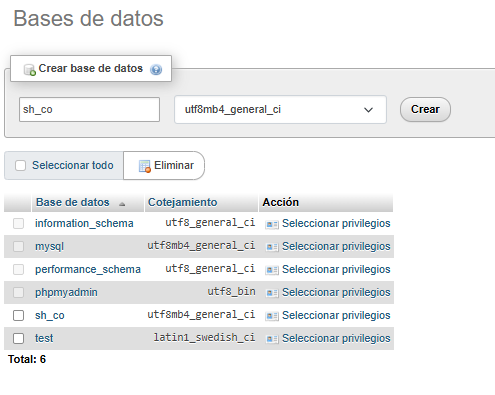 Bases de datos
Crear base de datos
sh_co utf8mb4_general_ci Crear
Seleccionar todo Eliminar
Base de datos Cotejamiento Acción
information_schema utf8_general_ci Seleccionar privilegios
mysql utf8mb4_general_ci Seleccionar privilegios
performance_schema utf8_general_ci Seleccionar privilegios
phpmyadmin utf8_bin Seleccionar privilegios
sh_co utf8mb4_general_ci Seleccionar privilegios
test latin1_swedish_ci Seleccionar privilegios
Total: 6